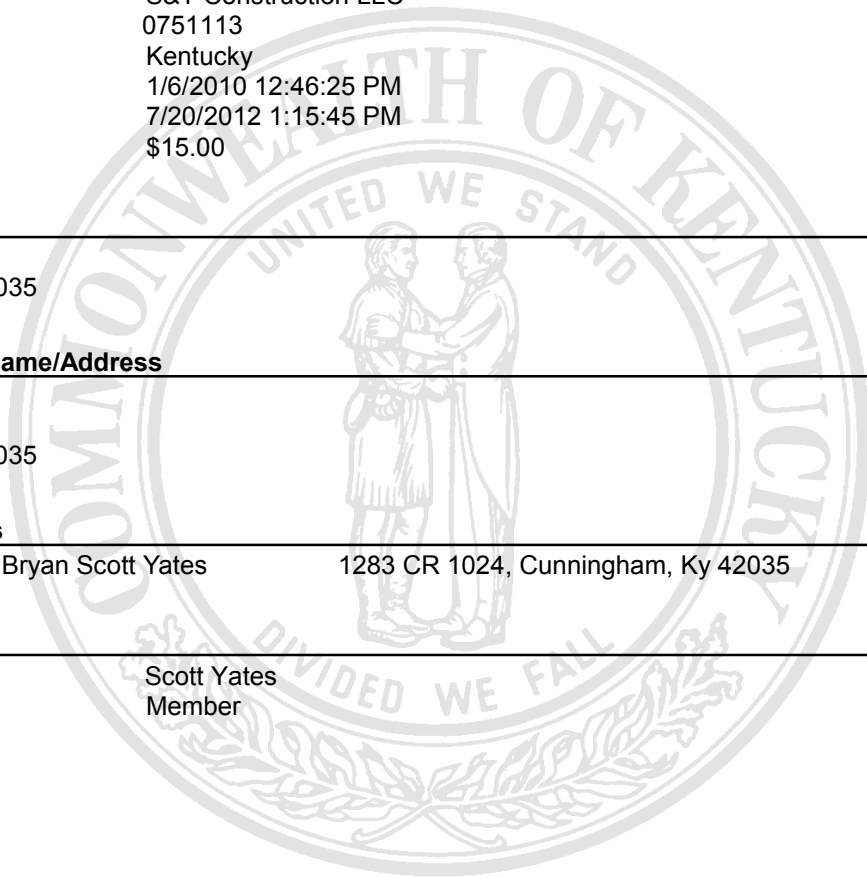 Construction LLC
0751113
Kentucky
1/6/2010 12:46:25 PM
7/20/2012 1:15:45 PM
$15.00
COMMONWEALTH OF KENTUCKY
UNITED WE STAND
035
ame/Address
035
s
Bryan Scott Yates 1283 CR 1024, Cunningham, Ky 42035
Scott Yates
Member
DIVIDED WE FALL